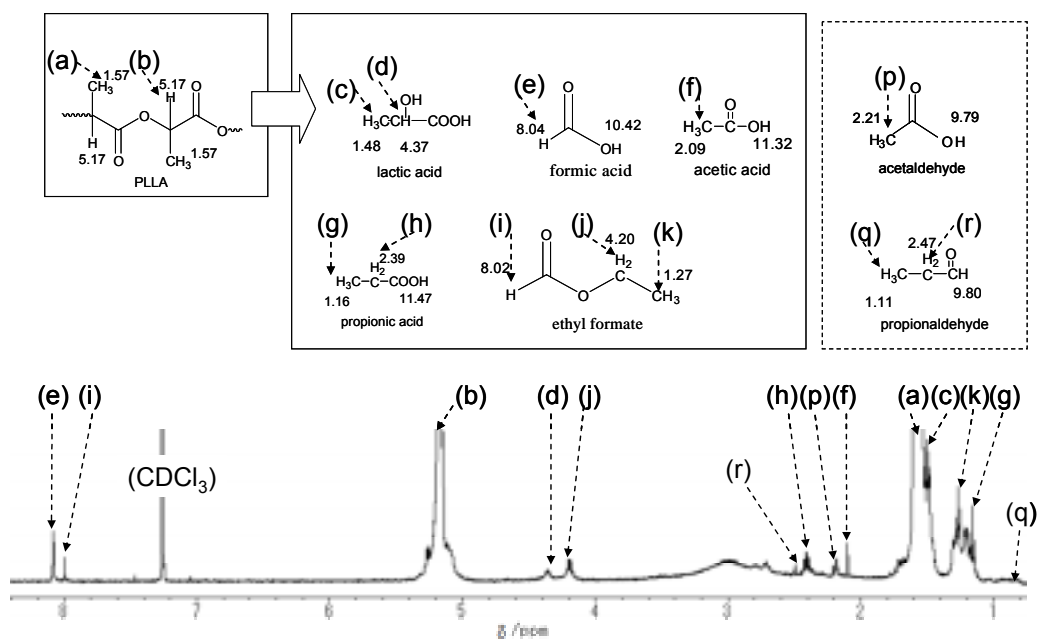 (a)
1.57
CH3
(b)
5.17
H
O
O
O
H
5.17
O
CH3
1.57
PLLA
(c)
(d)
OH
H3C-CH-COOH
1.48
4.37
lactic acid
(e)
8.04
H
O
10.42
OH
formic acid
(f)
O
H3C-C-OH
2.09
11.32
acetic acid
(g)
(h)
2.39
H2
H3C-C-COOH
1.16
11.47
propionic acid
(i)
8.02
H
O
O
(j)
4.20
H2
C
(k)
1.27
CH3
ethyl formate
(p)
2.21
H3C
O
9.79
OH
acetaldehyde
(q)
(r)
2.47
H2
O
H3C-C-CH
1.11
9.80
propionaldehyde
(e) (i) (b) (d) (j) (h)(p) (f) (a)(c)(k)(g)
(CDCl3)
(r)
(q)
8 7 6 5 4 3 2 1
δ /ppm